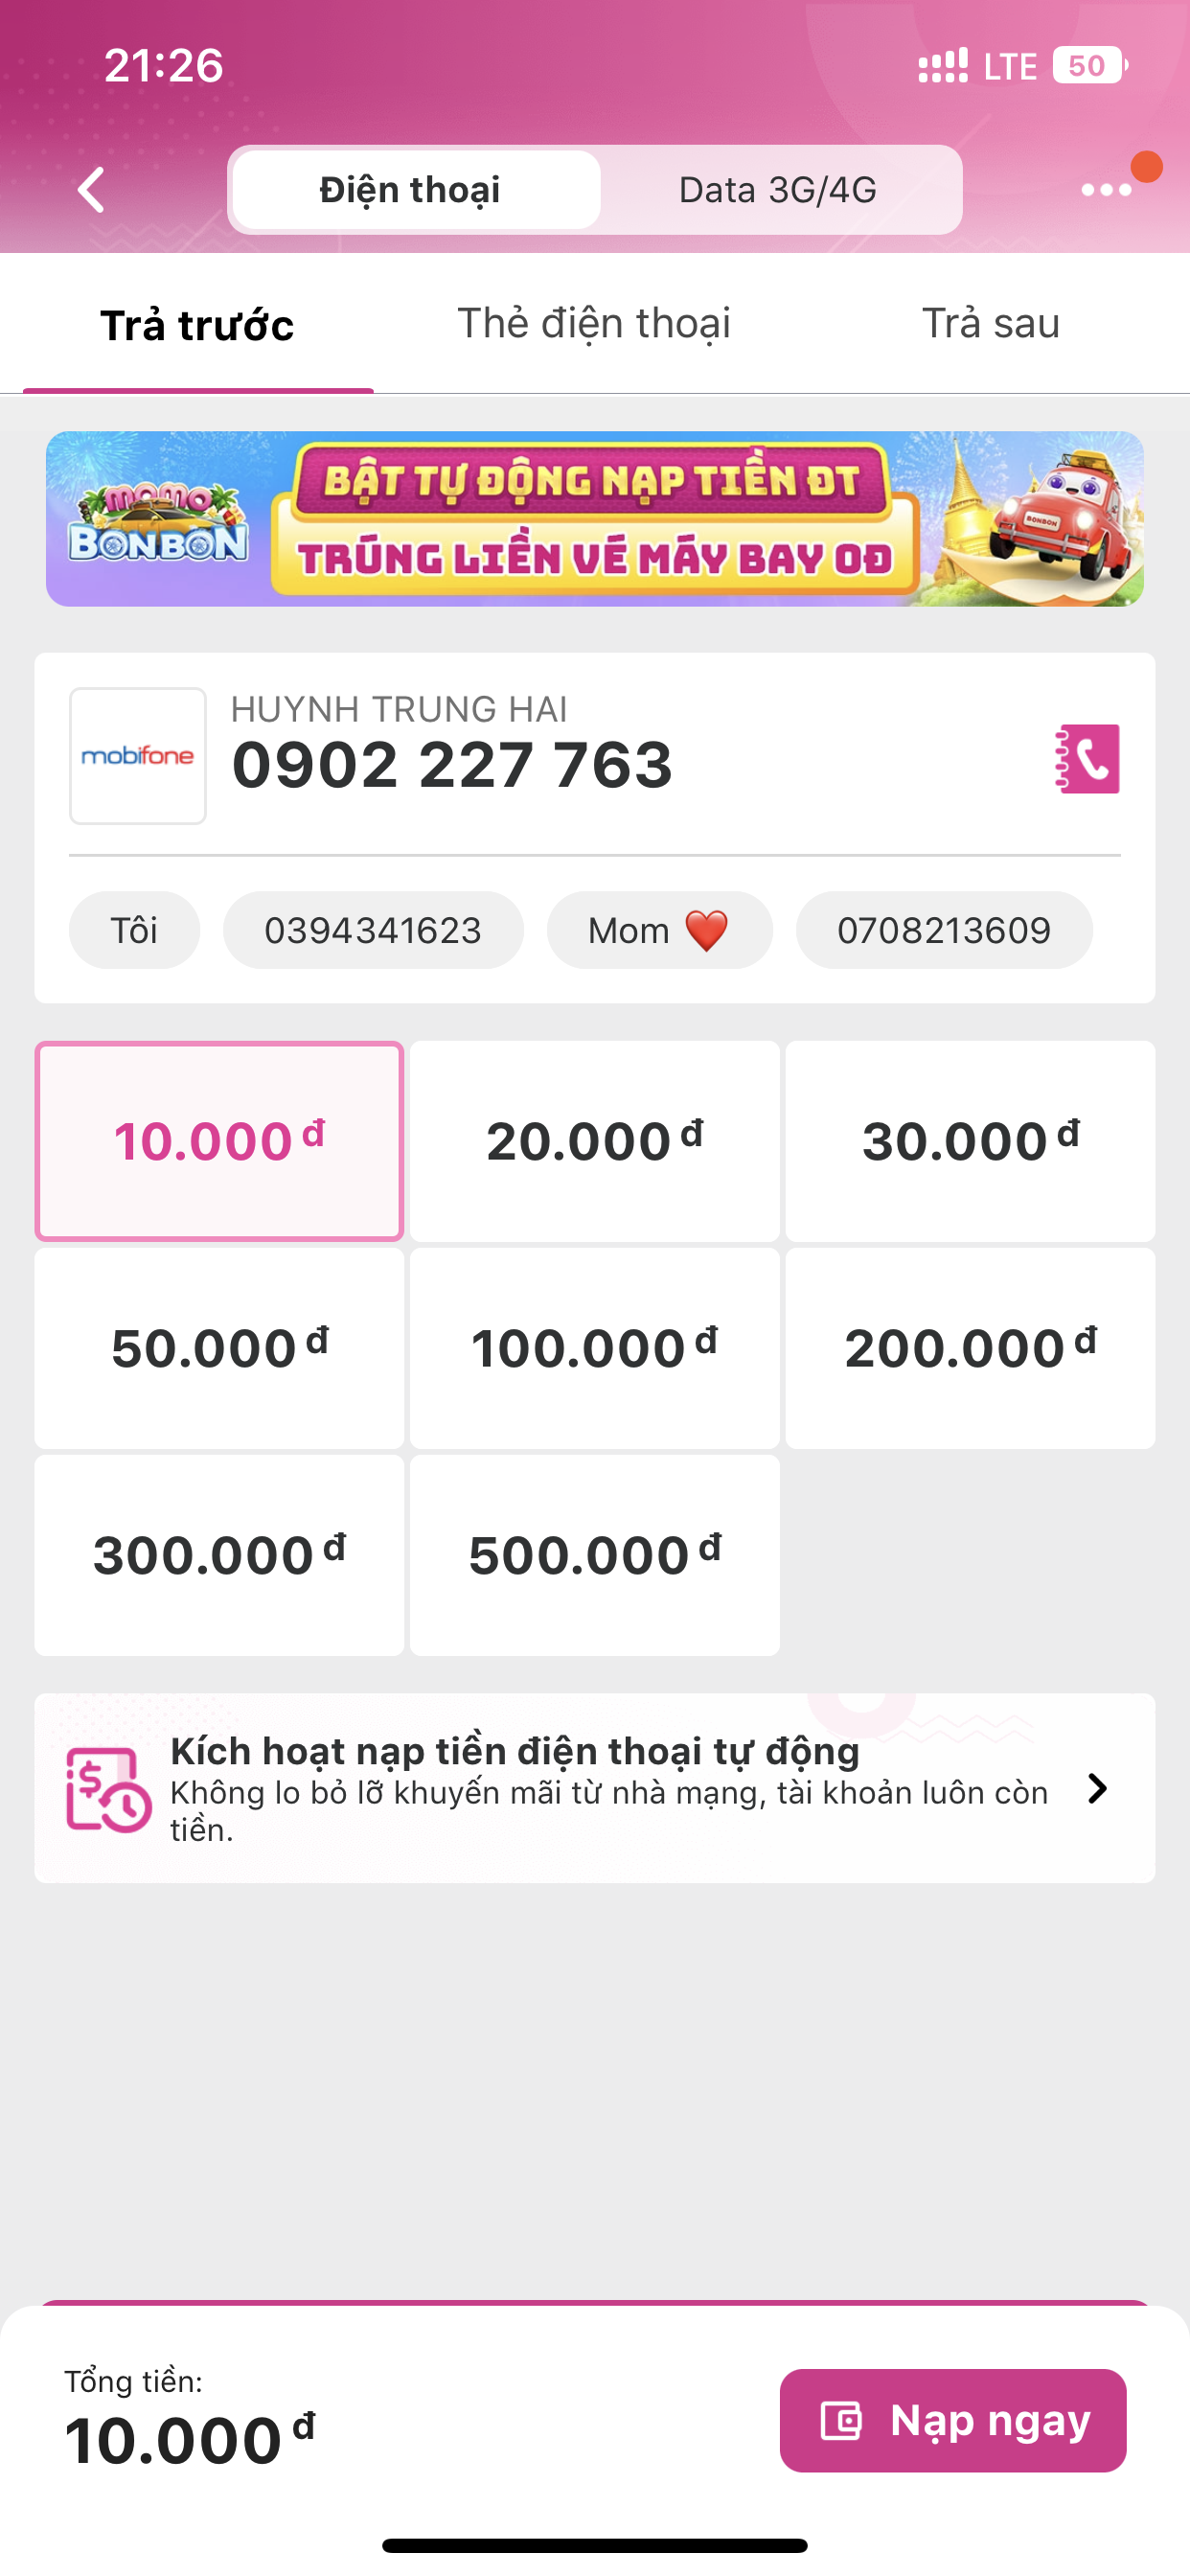 21:26
LTE
50
Điện thoại
Data 3G/4G
Trả trước
Thẻ điện thoại
Trả sau
MOMO
BONBON
BẬT TỰ ĐỘNG NẠP TIỀN ĐT
TRÚNG LIỀN VÉ MÁY BAY 0Đ
BONBON
mobifone
HUYNH TRUNG HAI
0902 227 763
Tôi
0394341623
Mom ❤️
0708213609
10.000 đ
20.000 đ
30.000 đ
50.000 đ
100.000 đ
200.000 đ
300.000 đ
500.000 đ
Kích hoạt nạp tiền điện thoại tự động
Không lo bỏ lỡ khuyến mãi từ nhà mạng, tài khoản luôn còn
tiền.
Tổng tiền:
10.000 đ
Nạp ngay